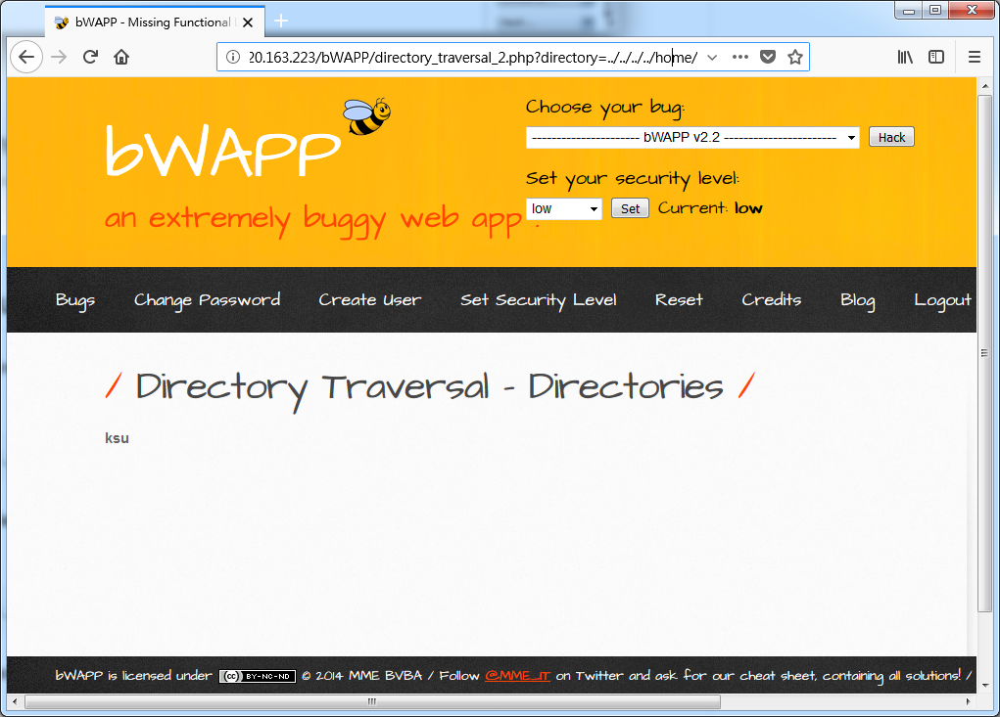 bWAPP - Missing Functional
20.163.223/bWAPP/directory_traversal_2.php?directory=../../../../home/
bWAPP
an extremely buggy web app !
Choose your bug:
---------------------- bWAPP v2.2 -----------------------
Hack
Set your security level:
low
Set
Current: low
Bugs
Change Password
Create User
Set Security Level
Reset
Credits
Blog
Logout
/ Directory Traversal - Directories /
ksu
bWAPP is licensed under (cc) BY-NC-ND © 2014 MME BVBA / Follow @MME_IT on Twitter and ask for our cheat sheet, containing all solutions! /